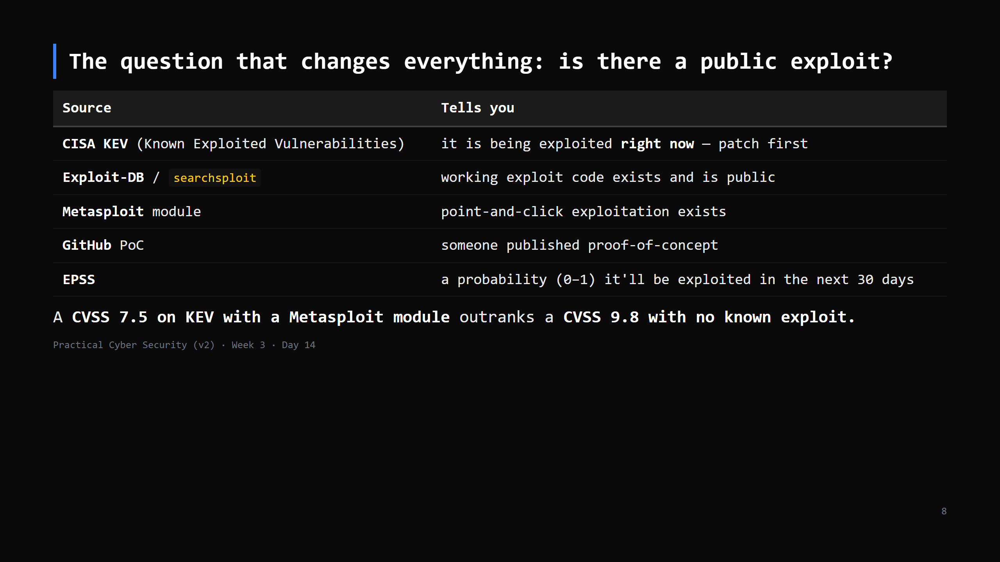 The question that changes everything: is there a public exploit?
Source Tells you
CISA KEV (Known Exploited Vulnerabilities) it is being exploited right now — patch first
Exploit-DB / searchsploit working exploit code exists and is public
Metasploit module point-and-click exploitation exists
GitHub PoC someone published proof-of-concept
EPSS a probability (0–1) it'll be exploited in the next 30 days
A CVSS 7.5 on KEV with a Metasploit module outranks a CVSS 9.8 with no known exploit.
Practical Cyber Security (v2) · Week 3 · Day 14
8